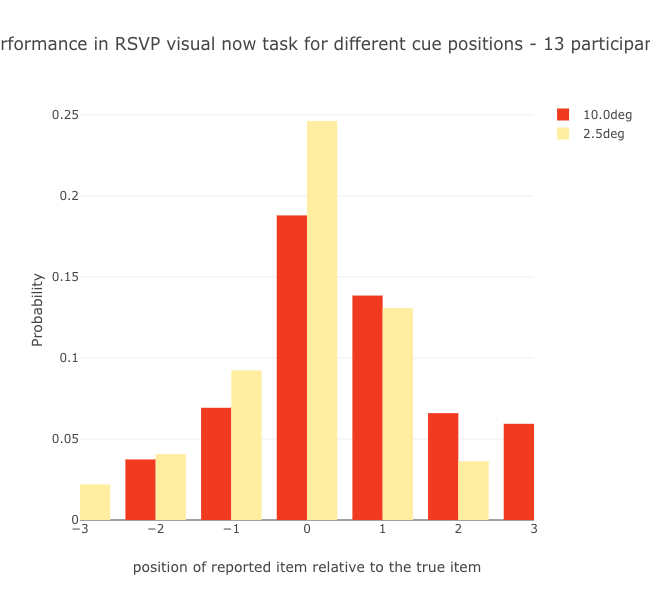 rformance in RSVP visual now task for different cue positions - 13 participar
10.0deg
2.5deg
0.25
0.2
0.15
0.1
0.05
0
Probability
−3 −2 −1 0 1 2 3
position of reported item relative to the true item